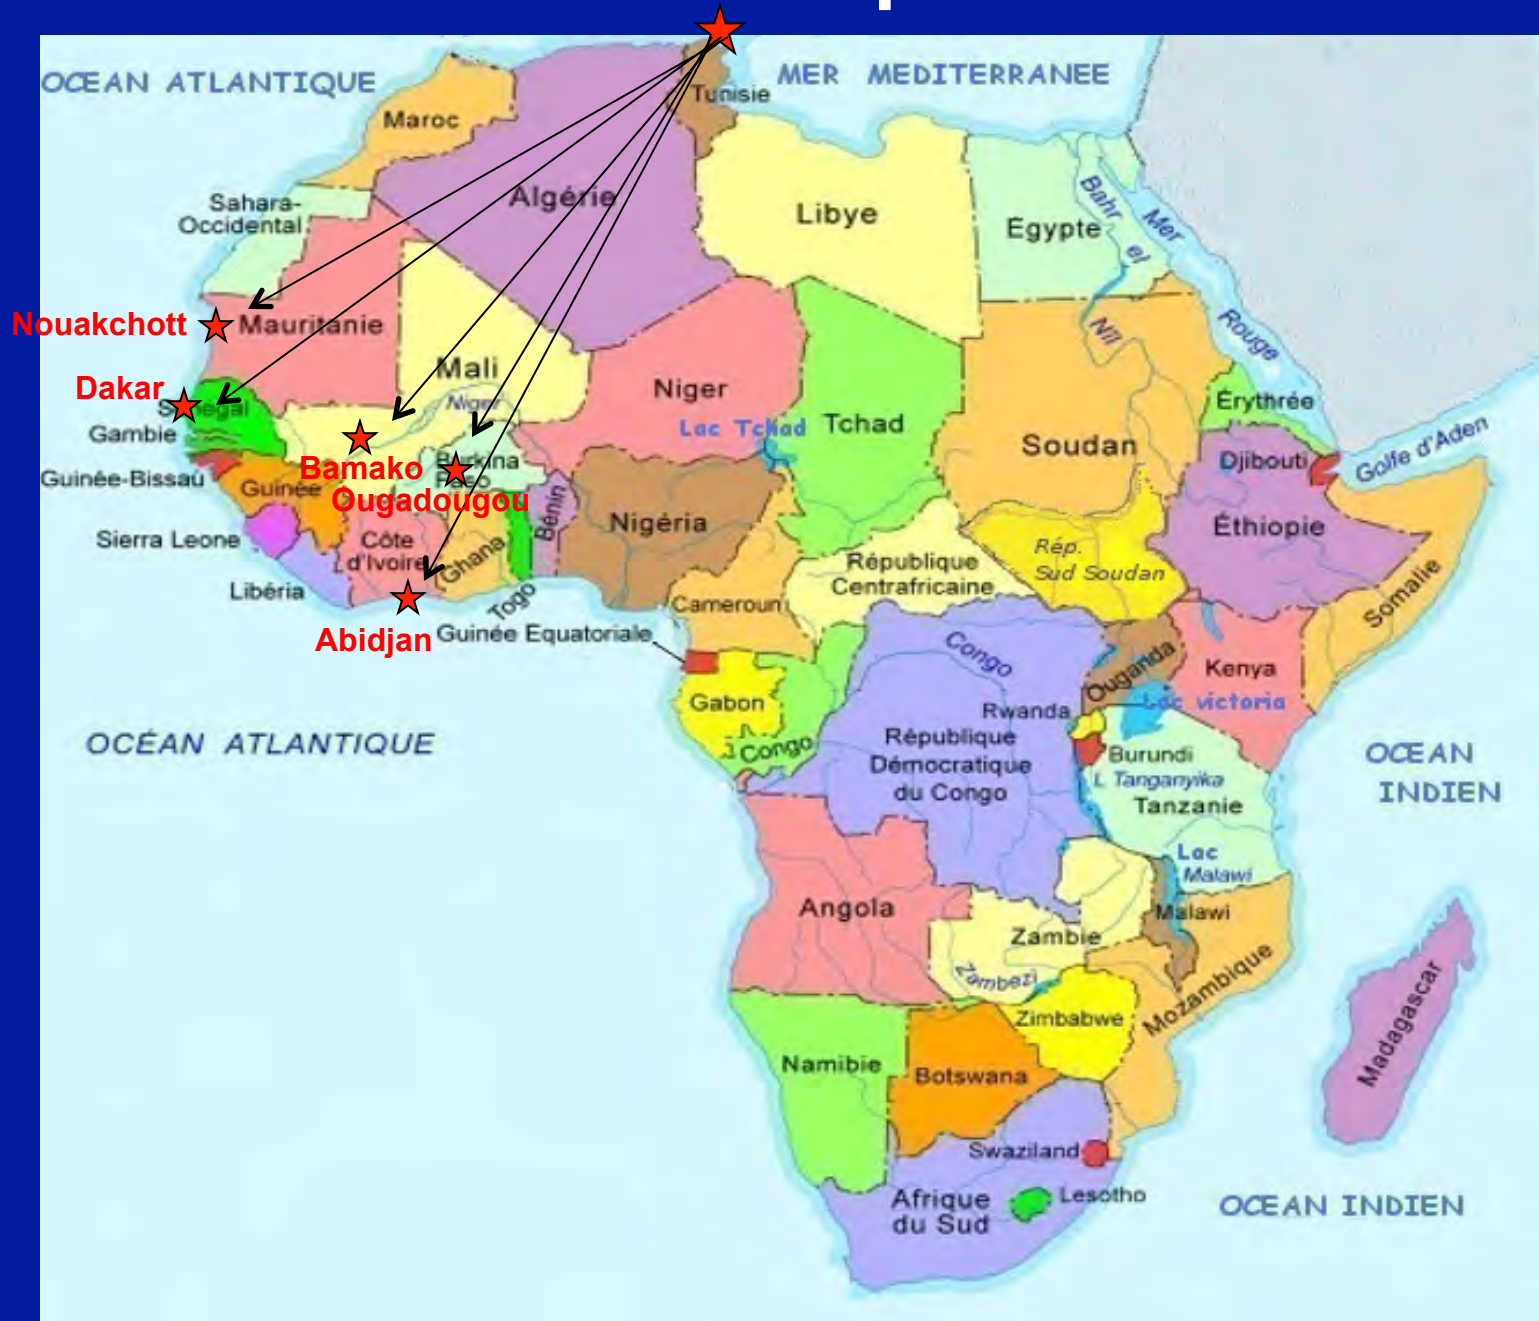 OCEAN ATLANTIQUE
MER MEDITERRANEE
Tunisie
Maroc
Algérie
Libye
Égypte
Bahr el
Mer
Rouge
Nil
Sahara-
Occidental
Nouakchott
Mauritanie
Mali
Niger
Niger
Lac Tchad
Tchad
Soudan
Érythrée
Golfe d'Aden
Djibouti
Dakar
Sénégal
Gambie
Guinée-Bissau
Guinée
Bamako
Burkina
Faso
Ougadougou
Bénin
Nigéria
Éthiopie
Sierra Leone
Côte
d'Ivoire
Ghana
Togo
Libéria
Rép.
Sud Soudan
République
Centrafricaine
Somalie
Cameroun
Abidjan
Guinée Equatoriale
Congo
Ouganda
Kenya
Gabon
Rwanda
Lac victoria
Congo
République
Démocratique
du Congo
Burundi
L Tanganyika
Tanzanie
OCÉAN ATLANTIQUE
OCEAN
INDIEN
Lac
Malawi
Angola
Malawi
Zambie
Zambezi
Mozambique
Zimbabwe
Madagascar
Namibie
Botswana
Swaziland
Afrique
du Sud
Lesotho
OCEAN INDIEN